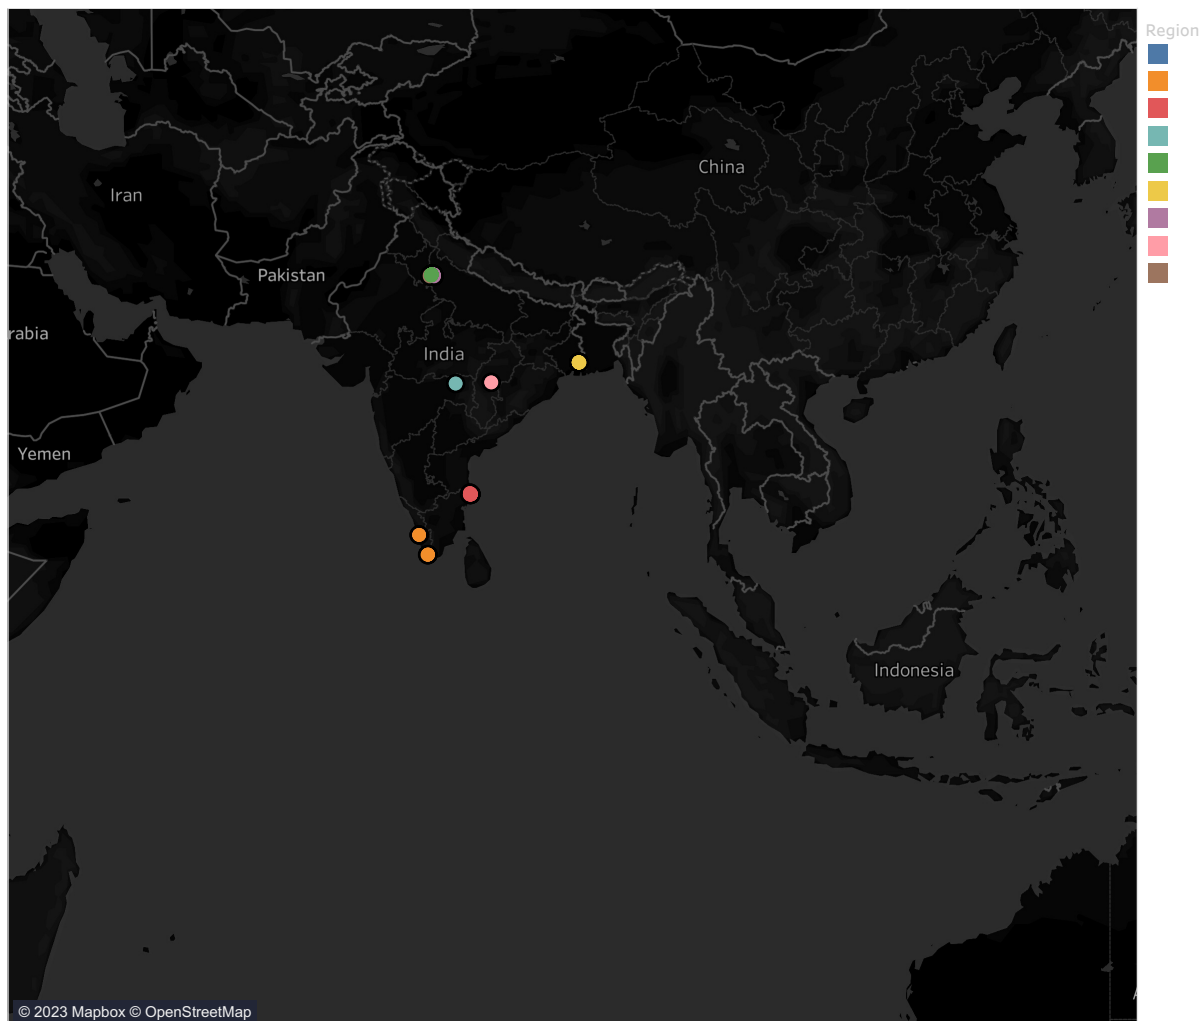 Region
China
Iran
Pakistan
rabia
India
Yemen
Indonesia
© 2023 Mapbox © OpenStreetMap